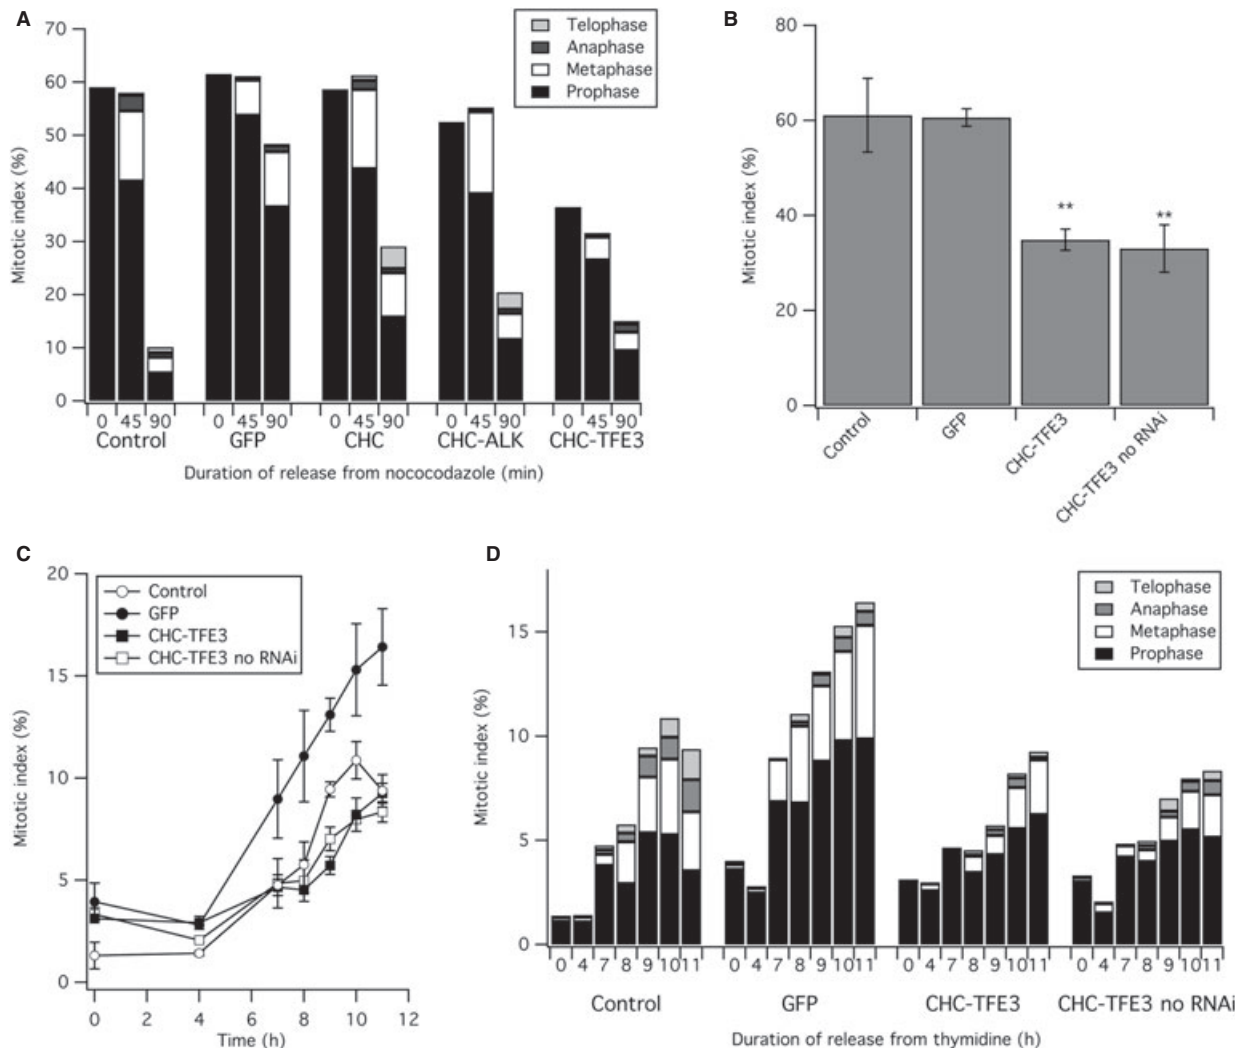 A
70
60
50
40
30
20
10
0
Mitotic index (%)
Telophase
Anaphase
Metaphase
Prophase
0 45 90 0 45 90 0 45 90 0 45 90 0 45 90
Control GFP CHC CHC-ALK CHC-TFE3
Duration of release from nococodazole (min)
B
80
60
40
20
0
Mitotic index (%)
**
**
Control
GFP
CHC-TFE3
CHC-TFE3 no RNAi
C
20
15
10
5
0
Mitotic index (%)
Control
GFP
CHC-TFE3
CHC-TFE3 no RNAi
0 2 4 6 8 10 12
Time (h)
D
15
10
5
0
Mitotic index (%)
Telophase
Anaphase
Metaphase
Prophase
0 4 7 8 9 10 11 0 4 7 8 9 10 11 0 4 7 8 9 10 11 0 4 7 8 9 10 11
Control GFP CHC-TFE3 CHC-TFE3 no RNAi
Duration of release from thymidine (h)